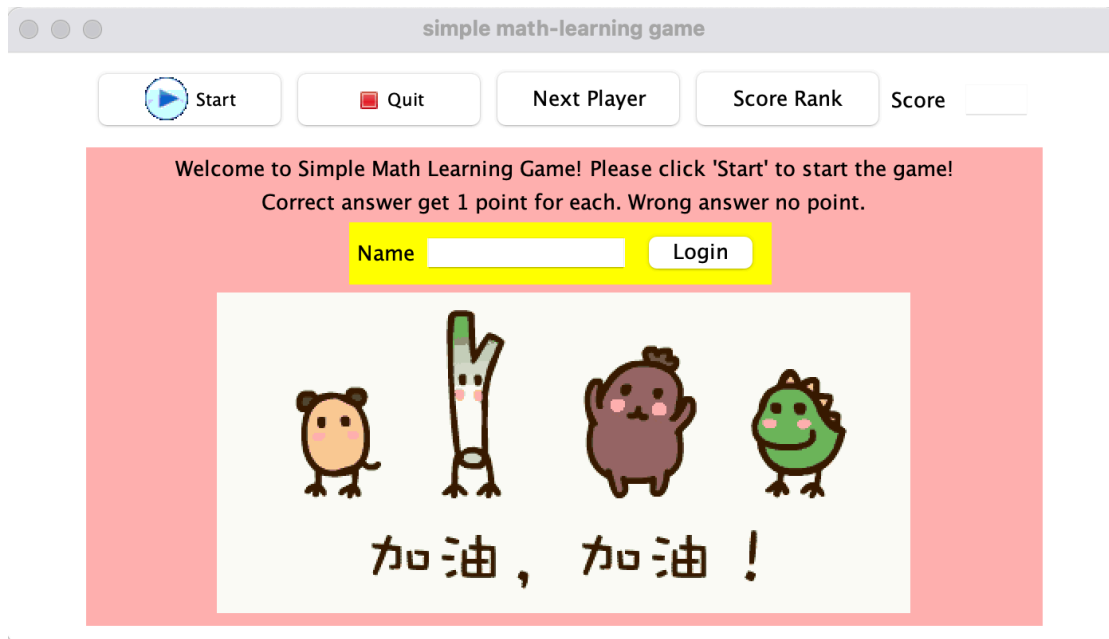 simple math-learning game
Start Quit Next Player Score Rank Score
Welcome to Simple Math Learning Game! Please click 'Start' to start the game!
Correct answer get 1 point for each. Wrong answer no point.
Name Login
加油，加油！